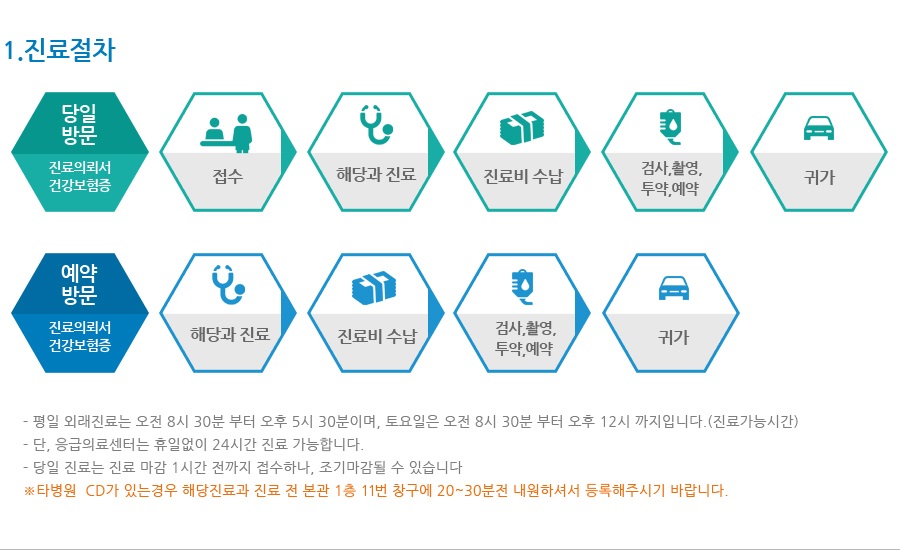 1.진료절차
당일
방문
진료의뢰서
건강보험증
접수
해당과 진료
진료비 수납
검사,촬영,
투약,예약
귀가
예약
방문
진료의뢰서
건강보험증
해당과 진료
진료비 수납
검사,촬영,
투약,예약
귀가
- 평일 외래진료는 오전 8시 30분 부터 오후 5시 30분이며, 토요일은 오전 8시 30분 부터 오후 12시 까지입니다.(진료가능시간)
- 단, 응급의료센터는 휴일없이 24시간 진료 가능합니다.
- 당일 진료는 진료 마감 1시간 전까지 접수하나, 조기마감될 수 있습니다
※타병원 CD가 있는경우 해당진료과 진료 전 본관 1층 11번 창구에 20~30분전 내원하셔서 등록해주시기 바랍니다.